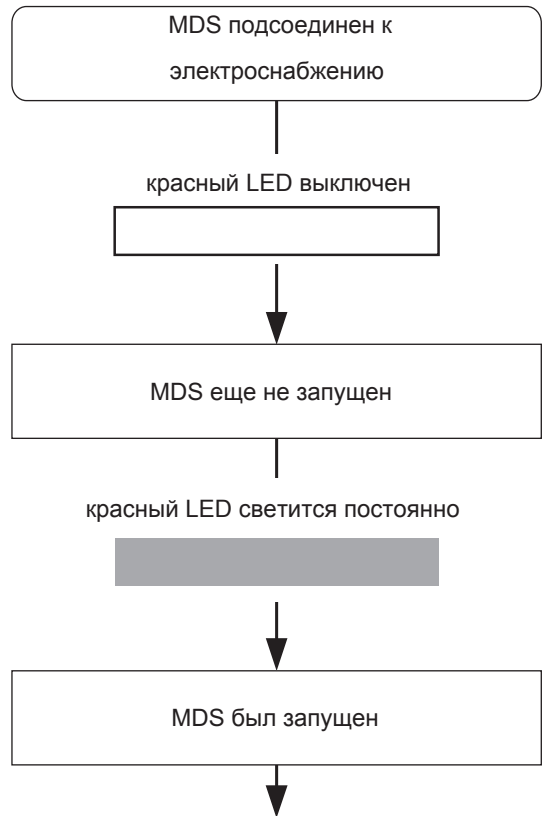 MDS подсоединен к
электроснабжению
красный LED выключен
MDS еще не запущен
красный LED светится постоянно
MDS был запущен